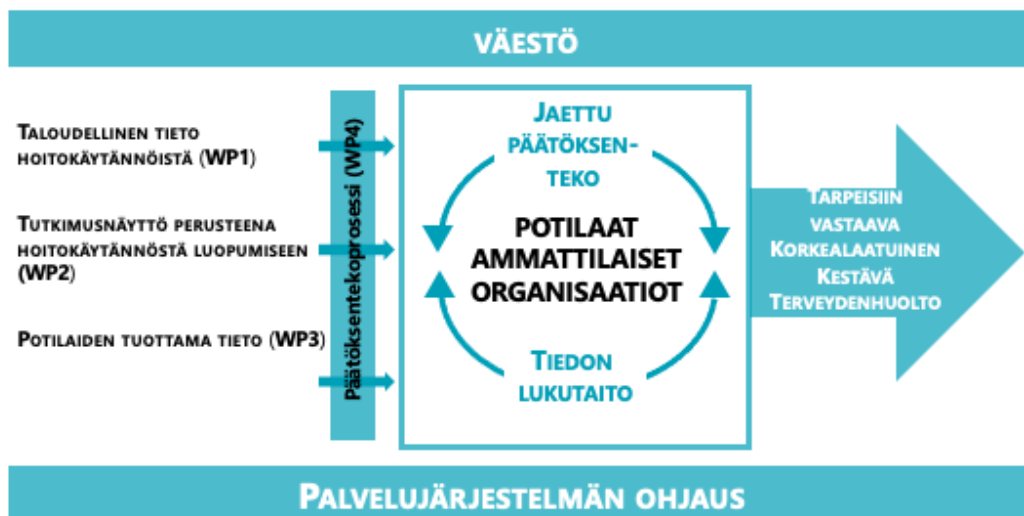 VÄESTÖ
TALOUDELLINEN TIETO
HOITOKÄYTÄNNÖISTÄ (WP1)
TUTKIMUSNÄYTTÖ PERUSTEENA
HOITOKÄYTÄNNÖSTÄ LUOPUMISEEN
(WP2)
POTILAIDEN TUOTTAMA TIETO (WP3)
Päätöksentekoprosessi (WP4)
JAETTU
PÄÄTÖKSEN-
TEKO
POTILAAT
AMMATTILAISET
ORGANISAATIOT
TIEDON
LUKUTAITO
TARPEISIIN
VASTAAVA
KORKEALAATUINEN
KESTÄVÄ
TERVEYDENHUOLTO
PALVELUJÄRJESTELMÄN OHJAUS